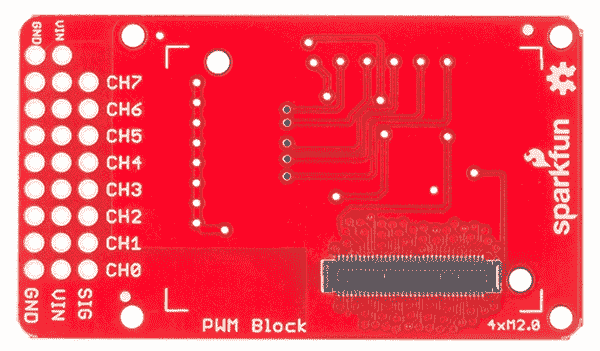 GND VIN
CH7
CH6
CH5
CH4
CH3
CH2
CH1
CH0
GND VIN SIG
PWM Block
4xM2.0
sparkfun